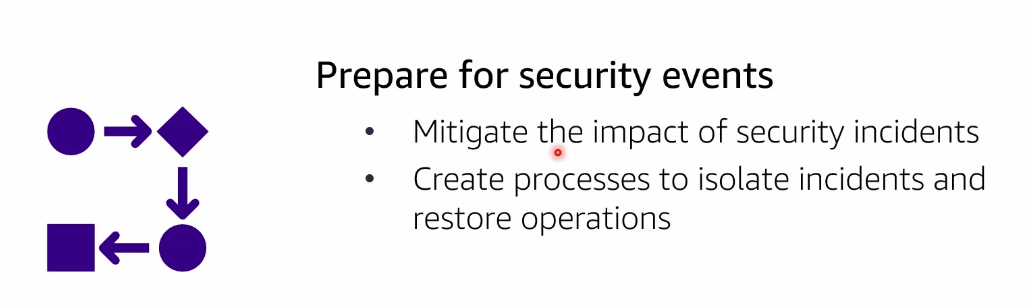 Prepare for security events
• Mitigate the impact of security incidents
• Create processes to isolate incidents and
restore operations